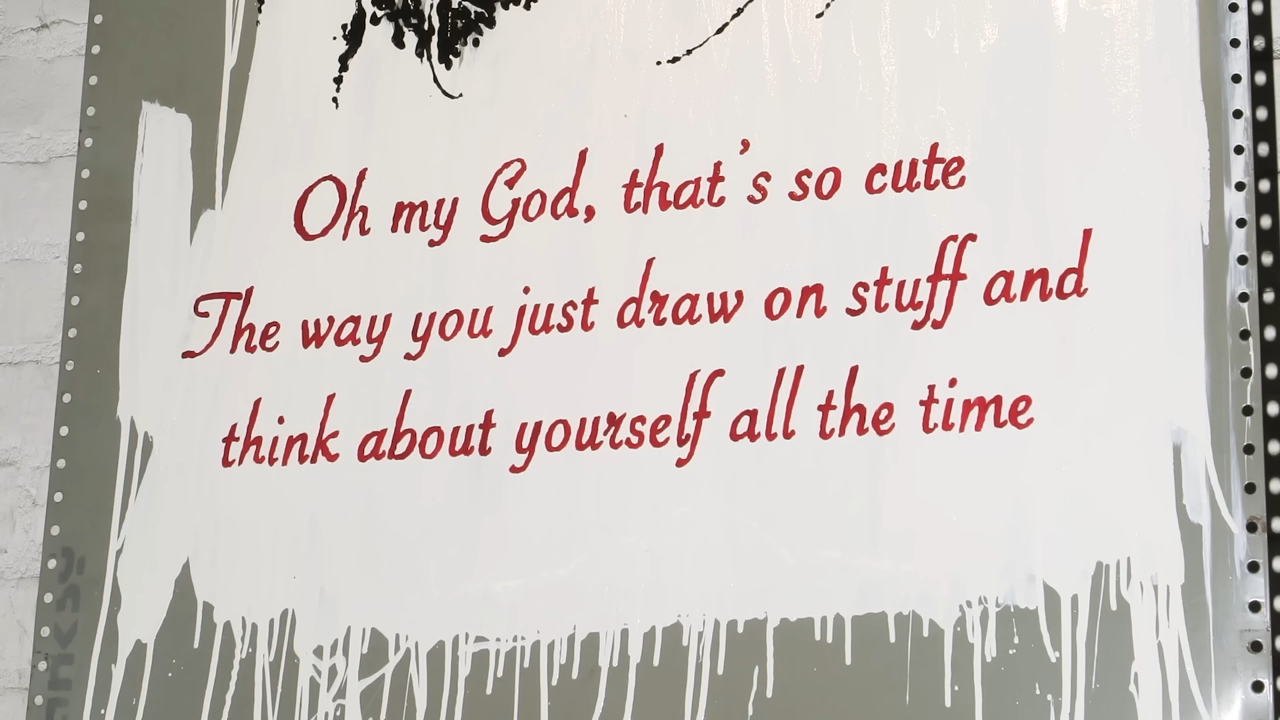 Oh my God, that's so cute
The way you just draw on stuff and
think about yourself all the time